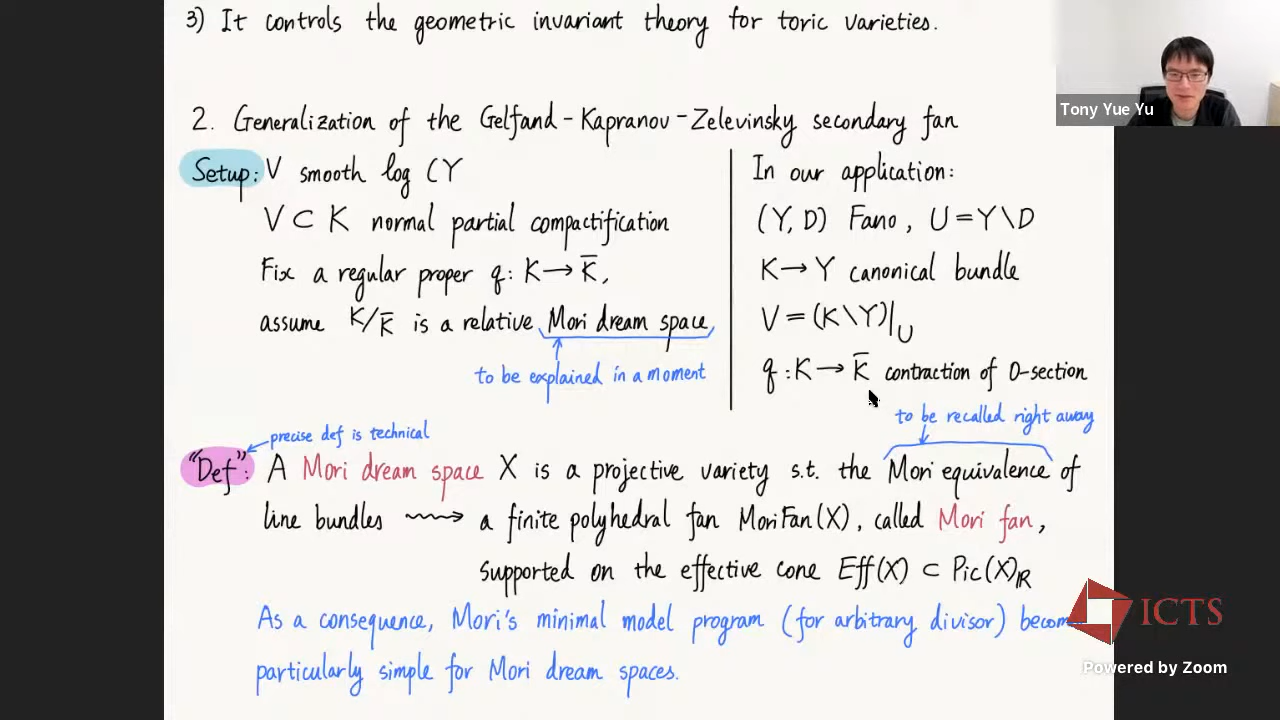 3) It controls the geometric invariant theory for toric varieties.
Tony Yue Yu
2. Generalization of the Gelfand-Kapranov-Zelevinsky secondary fan
Setup: V smooth log CY
V ⊂ K normal partial compactification
Fix a regular proper q: K → K̅,
assume K/K̅ is a relative Mori dream space
to be explained in a moment
In our application:
(Y, D) Fano, U = Y\D
K → Y canonical bundle
V = (K\Y)|_U
q: K → K̅ contraction of 0-section
to be recalled right away
precise def is technical
"Def": A Mori dream space X is a projective variety s.t. the Mori equivalence of
line bundles ⟿ a finite polyhedral fan MoriFan(X), called Mori fan,
supported on the effective cone Eff(X) ⊂ Pic(X)_ℝ
As a consequence, Mori's minimal model program (for arbitrary divisor) becom
particularly simple for Mori dream spaces.
ICTS
Powered by Zoom